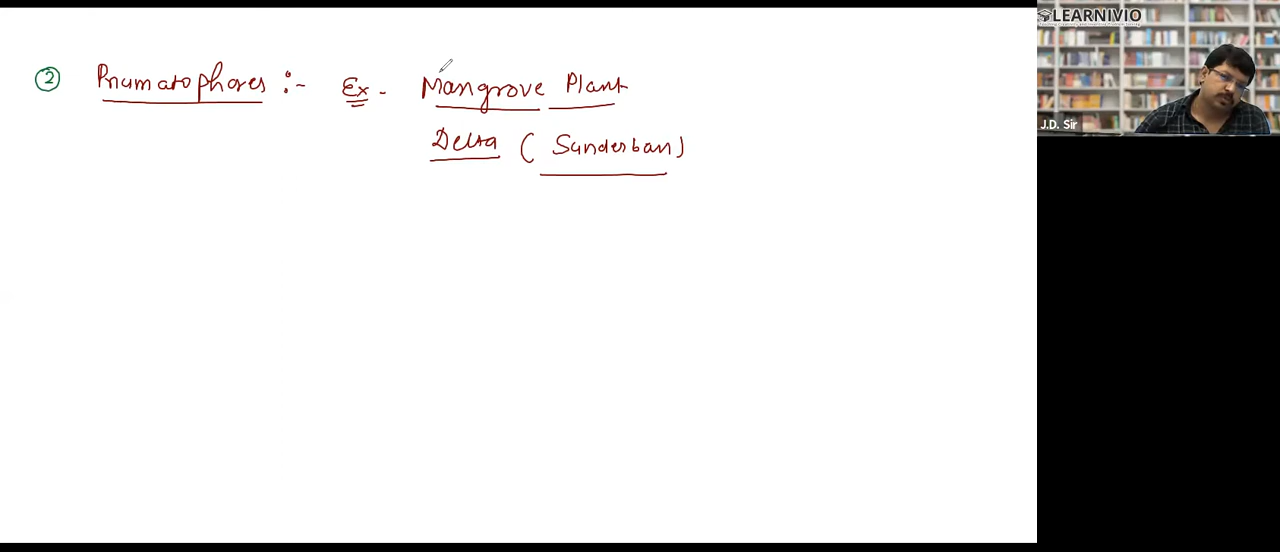 ② Pnumatophores :- Ex - Mangrove Plant
Delta ( Sunderban )
LEARNIVIO
J.D. Sir